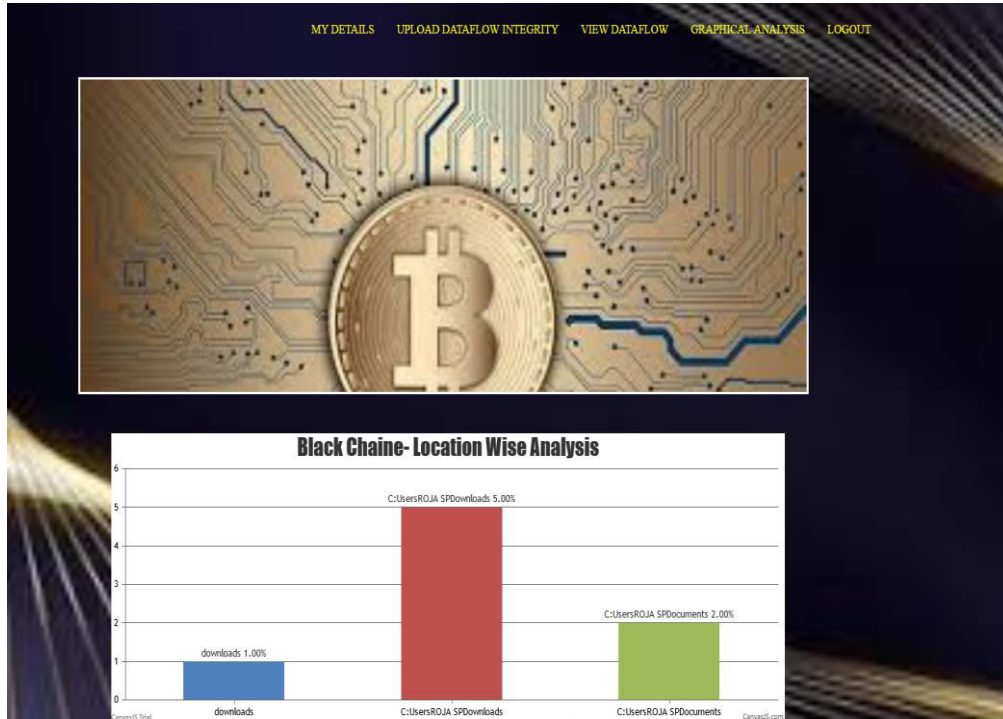 MY DETAILS UPLOAD DATAFLOW INTEGRITY VIEW DATAFLOW GRAPHICAL ANALYSIS LOGOUT
B
Black Chaine- Location Wise Analysis
6
C:UsersROJA SPDownloads 5.00%
5
4
3
C:UsersROJA SPDocuments 2.00%
2
downloads 1.00%
1
0
downloads C:UsersROJA SPDownloads C:UsersROJA SPDocuments
CanvasJS Trial CanvasJS.com